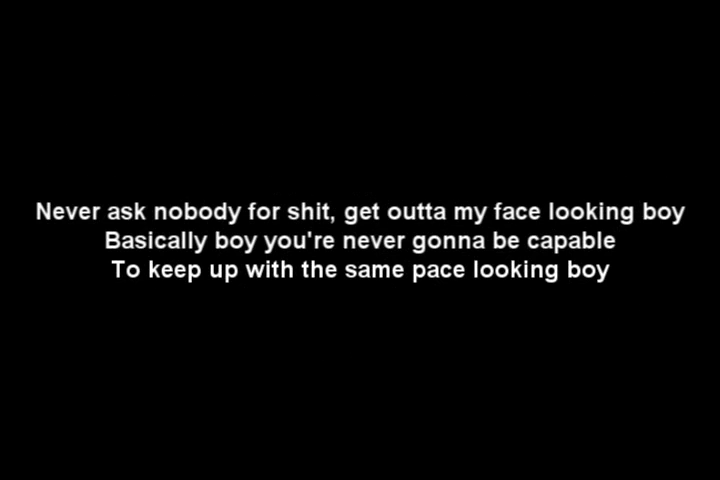 Never ask nobody for shit, get outta my face looking boy
Basically boy you're never gonna be capable
To keep up with the same pace looking boy